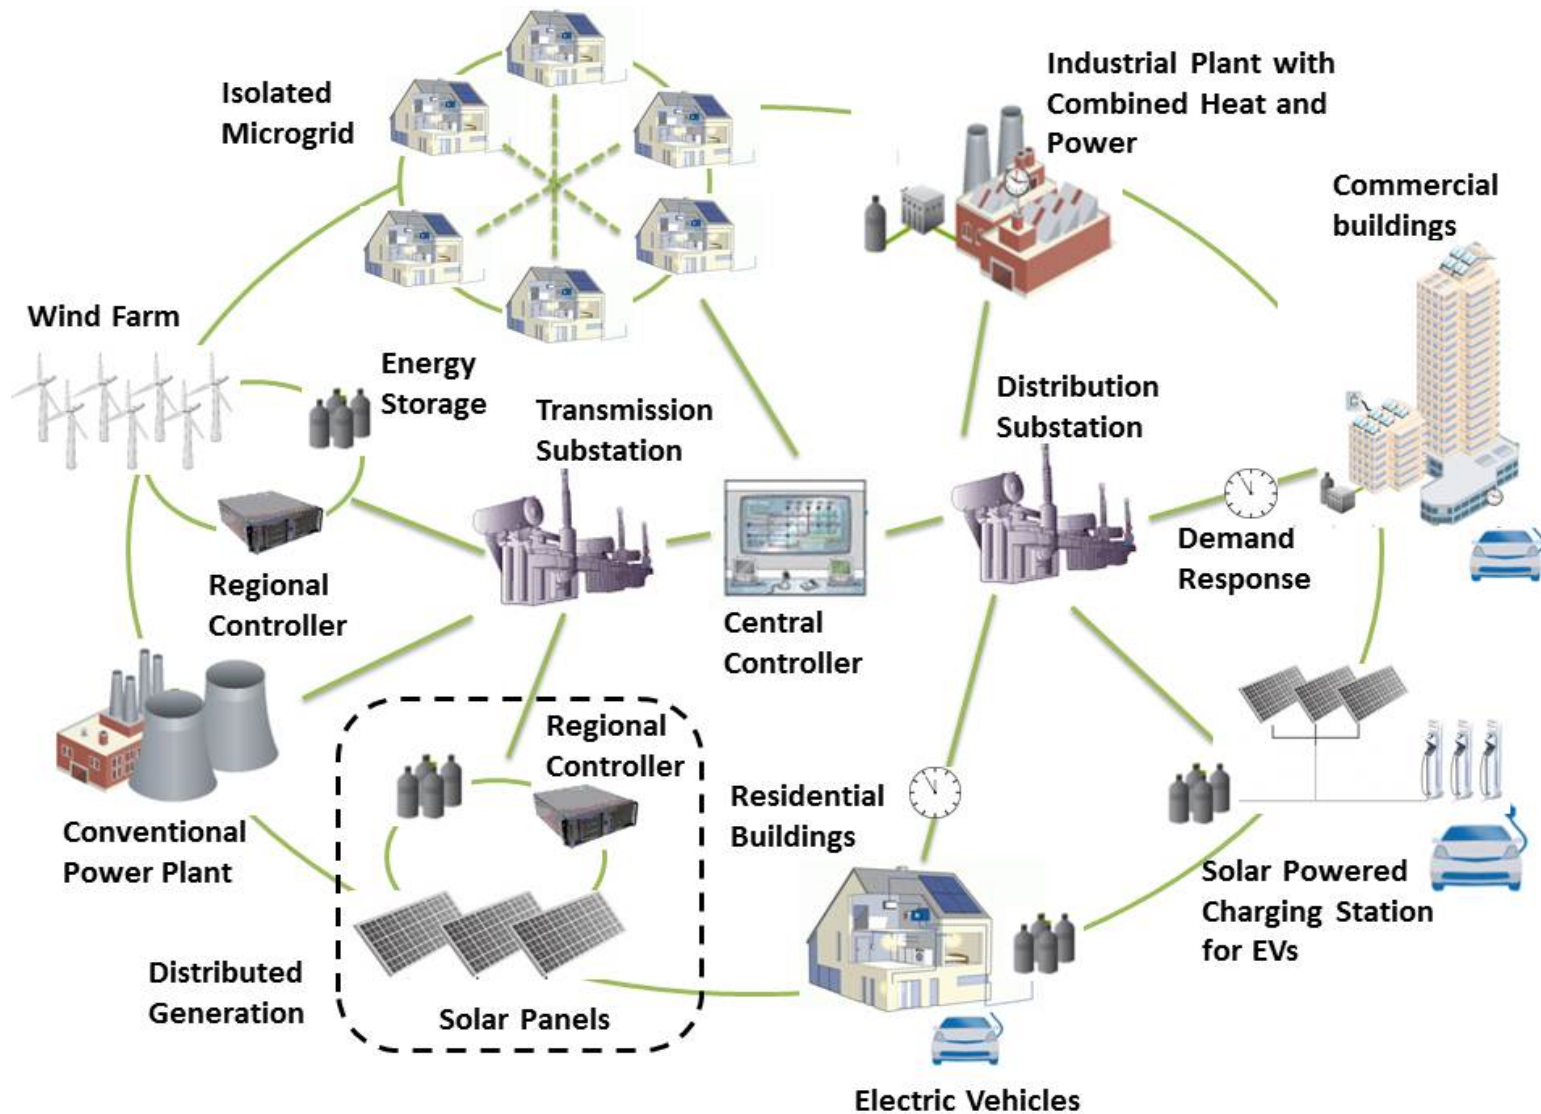 Isolated
Microgrid
Industrial Plant with
Combined Heat and
Power
Commercial
buildings
Wind Farm
Energy
Storage
Transmission
Substation
Distribution
Substation
Demand
Response
Regional
Controller
Central
Controller
Regional
Controller
Residential
Buildings
Conventional
Power Plant
Solar Powered
Charging Station
for EVs
Distributed
Generation
Solar Panels
Electric Vehicles